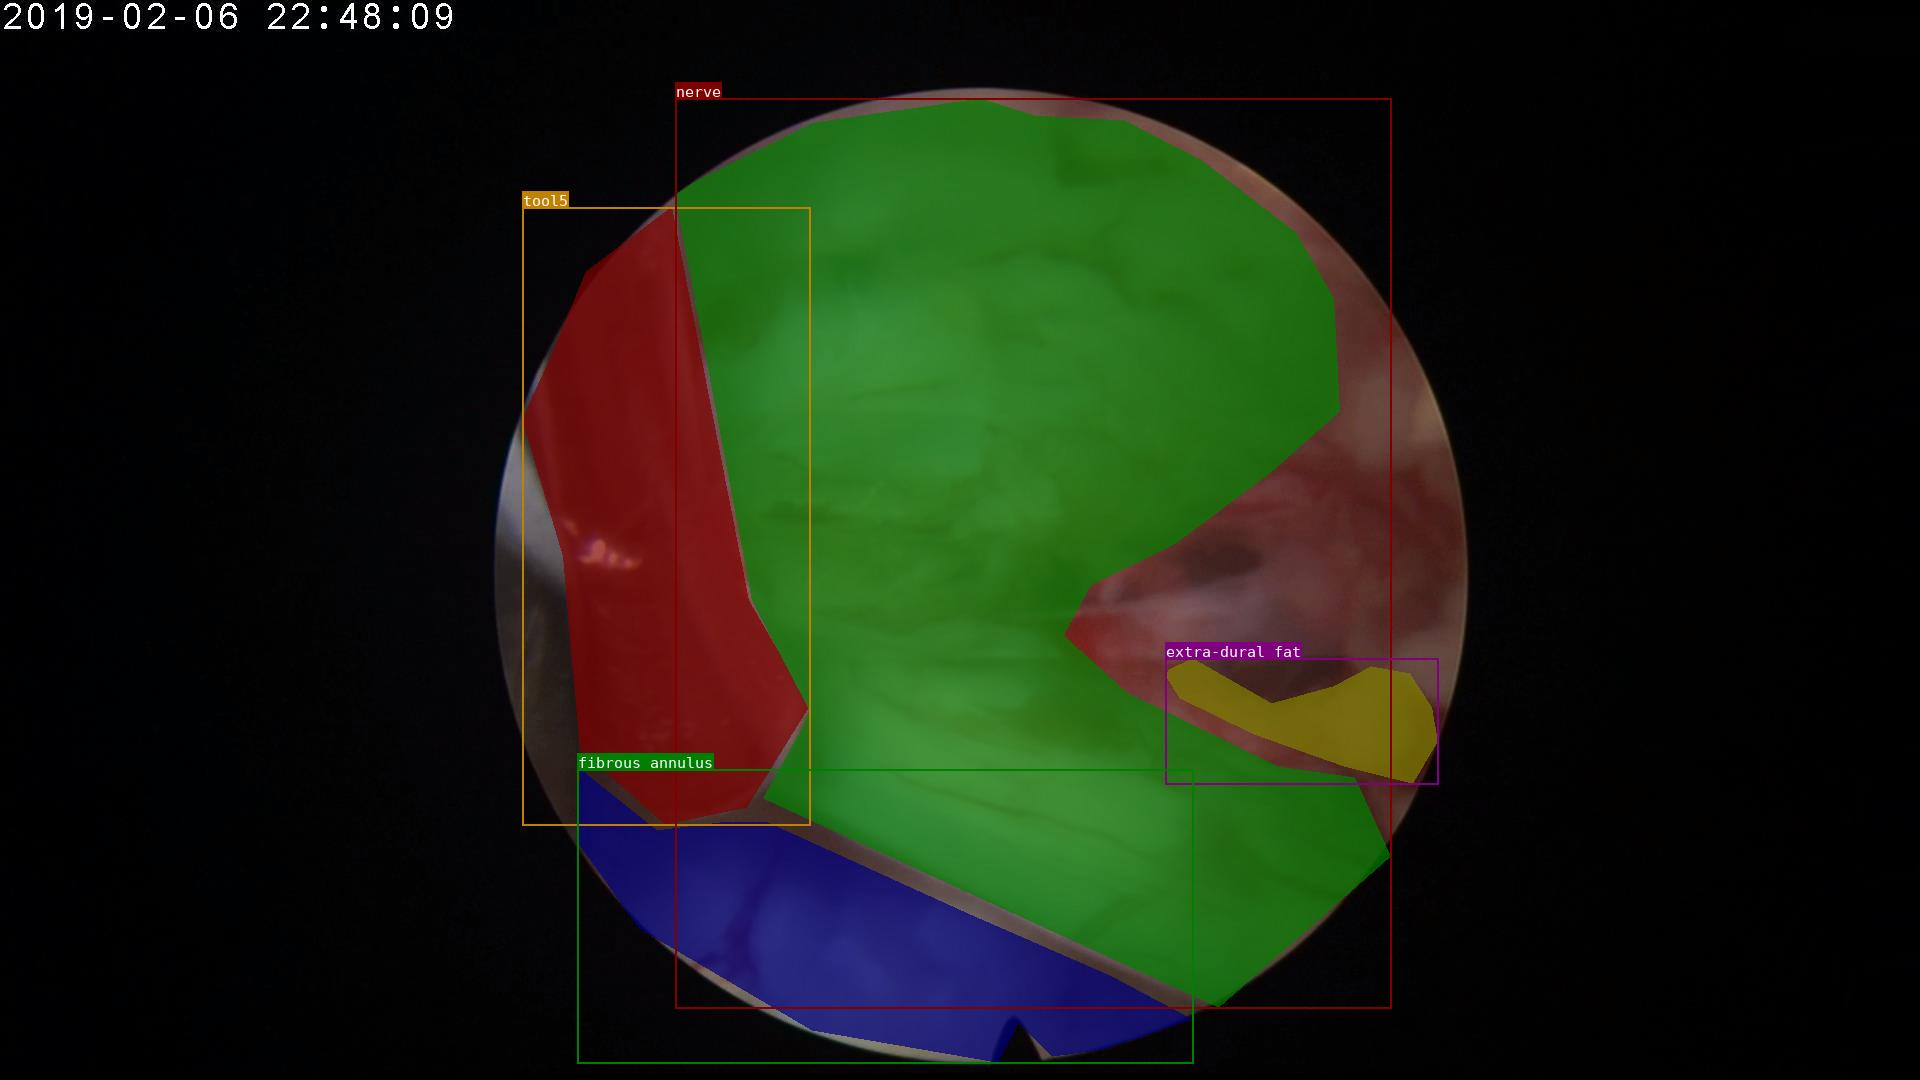 2019-02-06 22:48:09
nerve
tool5
extra-dural fat
fibrous annulus